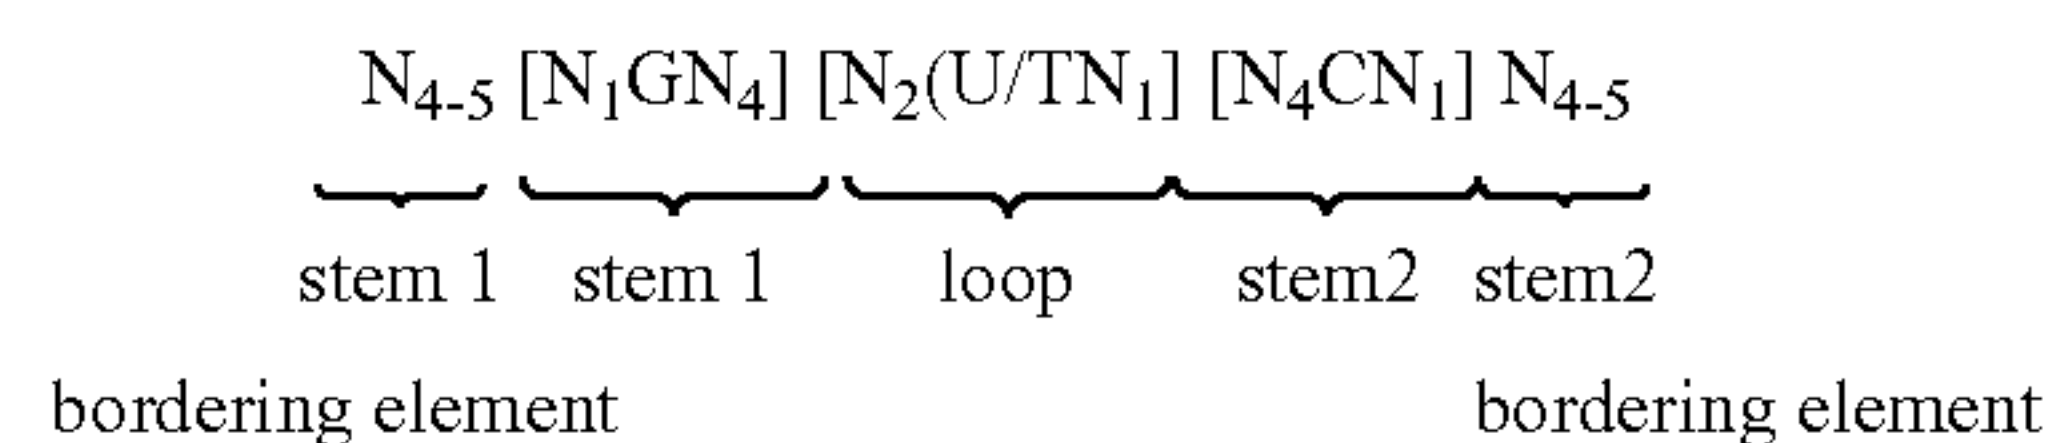 N₄₋₅ [N₁GN₄] [N₂(U/TN₁] [N₄CN₁] N₄₋₅
stem 1 stem 1 loop stem2 stem2
bordering element bordering element